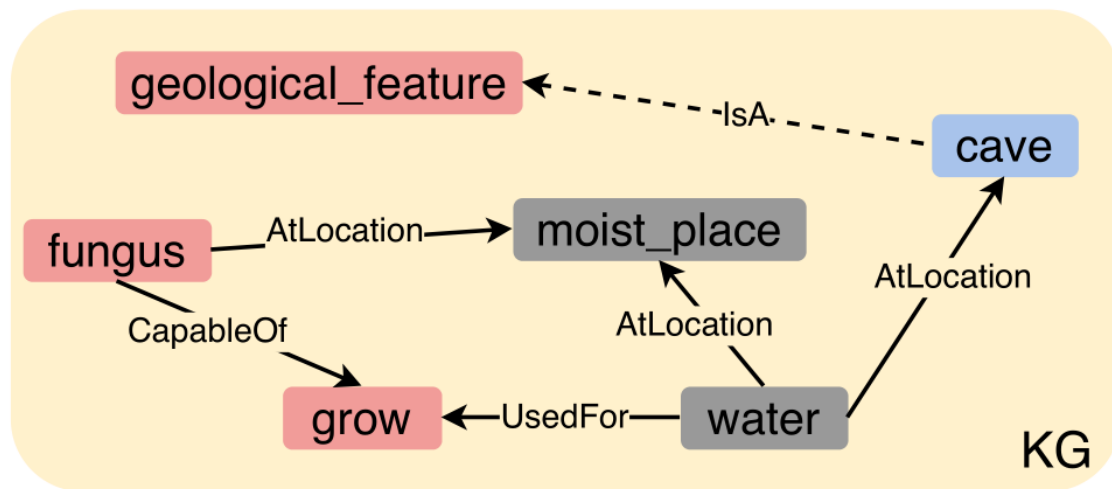 geological_feature
IsA
cave
AtLocation
moist_place
fungus
AtLocation
AtLocation
CapableOf
grow
UsedFor
water
KG